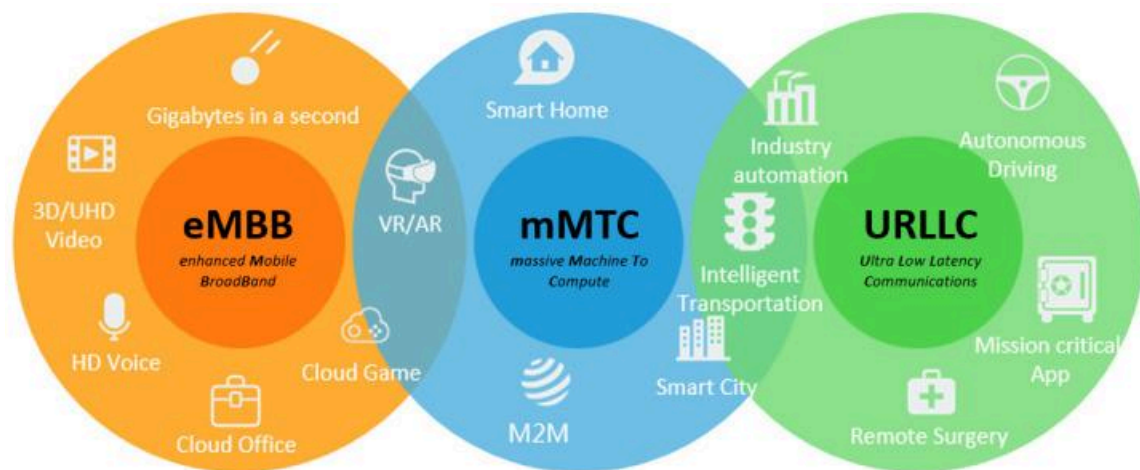 Gigabytes in a second
3D/UHD
Video
eMBB
enhanced Mobile
BroadBand
HD Voice
Cloud Office
VR/AR
Cloud Game
Smart Home
mMTC
massive Machine To
Compute
M2M
Smart City
Industry
automation
Intelligent
Transportation
Autonomous
Driving
URLLC
Ultra Low Latency
Communications
Mission critical
App
Remote Surgery